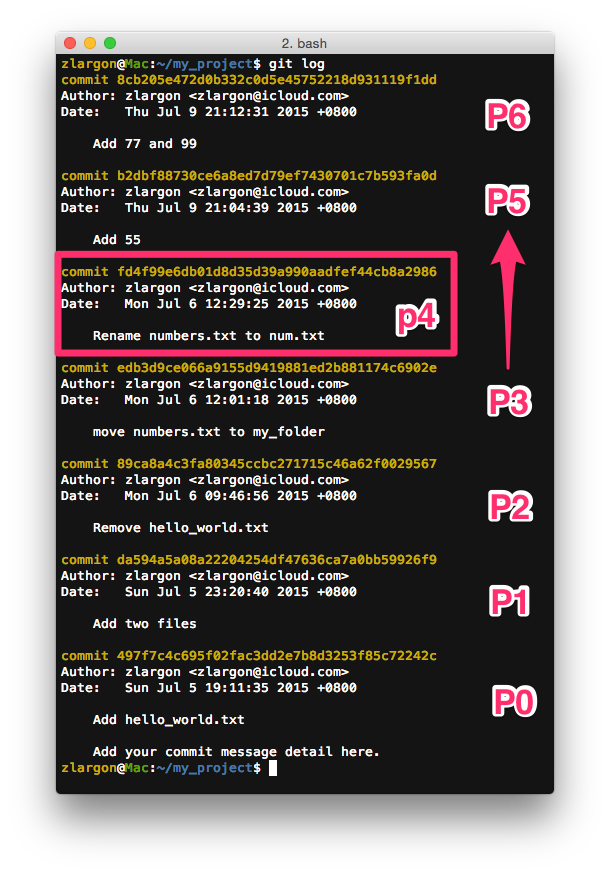 2. bash
zlargon@Mac:~/my_project$ git log
commit 8cb205e472d0b332c0d5e45752218d931119f1dd
Author: zlargon <zlargon@icloud.com>
Date:   Thu Jul 9 21:12:31 2015 +0800
P6
Add 77 and 99
commit b2dbf88730ce6a8ed7d79ef7430701c7b593fa0d
Author: zlargon <zlargon@icloud.com>
P5
Date:   Thu Jul 9 21:04:39 2015 +0800
Add 55
commit fd4f99e6db01d8d35d39a990aadfef44cb8a2986
Author: zlargon <zlargon@icloud.com>
Date:   Mon Jul 6 12:29:25 2015 +0800
p4
Rename numbers.txt to num.txt
commit edb3d9ce066a9155d9419881ed2b881174c6902e
Author: zlargon <zlargon@icloud.com>
Date:   Mon Jul 6 12:01:18 2015 +0800
P3
move numbers.txt to my_folder
commit 89ca8a4c3fa80345ccbc271715c46a62f0029567
Author: zlargon <zlargon@icloud.com>
Date:   Mon Jul 6 09:46:56 2015 +0800
P2
Remove hello_world.txt
commit da594a5a08a22204254df47636ca7a0bb59926f9
Author: zlargon <zlargon@icloud.com>
Date:   Sun Jul 5 23:20:40 2015 +0800
P1
Add two files
commit 497f7c4c695f02fac3dd2e7b8d3253f85c72242c
Author: zlargon <zlargon@icloud.com>
Date:   Sun Jul 5 19:11:35 2015 +0800
P0
Add hello_world.txt
Add your commit message detail here.
zlargon@Mac:~/my_project$